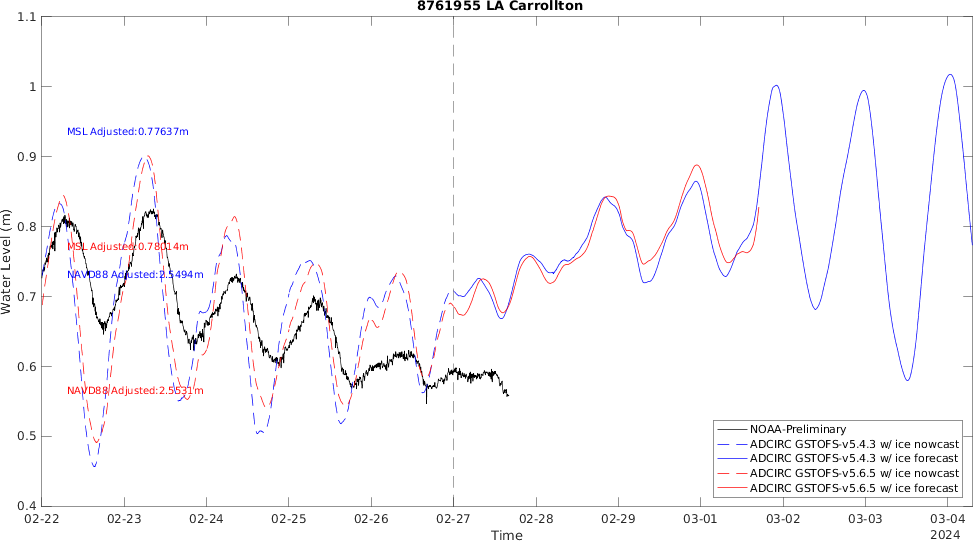 8761955 LA Carrollton
1.1
1
0.9
0.8
0.7
0.6
0.5
0.4
Water Level (m)
MSL Adjusted:0.77637m
MSL Adjusted:0.78014m
NAVD88 Adjusted:2.5494m
NAVD88 Adjusted:2.5531m
NOAA-Preliminary
ADCIRC GSTOFS-v5.4.3 w/ ice nowcast
ADCIRC GSTOFS-v5.4.3 w/ ice forecast
ADCIRC GSTOFS-v5.6.5 w/ ice nowcast
ADCIRC GSTOFS-v5.6.5 w/ ice forecast
02-22 02-23 02-24 02-25 02-26 02-27 02-28 02-29 03-01 03-02 03-03 03-04
Time
2024